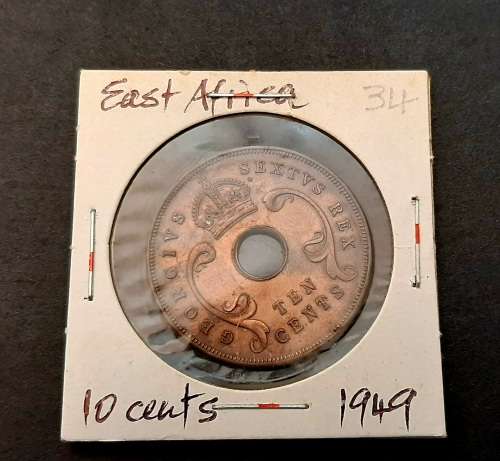 East Africa
34
GEORGIVS SEXTVS REX
TEN
CENTS
10 cents
1949